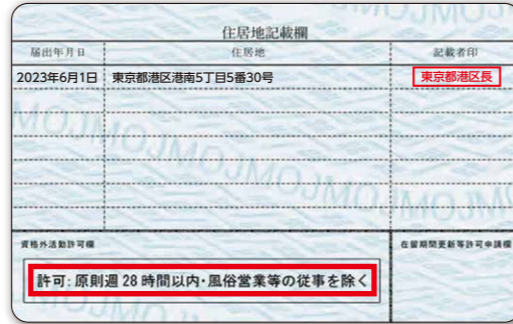 住居地記載欄
届出年月日 住居地 記載者印
2023年6月1日 東京都港区港南5丁目5番30号 東京都港区長
MOJMOJMOJMOJMOJMOJ
資格外活動許可欄 在留期間更新等許可申請欄
許可:原則週28時間以内・風俗営業等の従事を除く